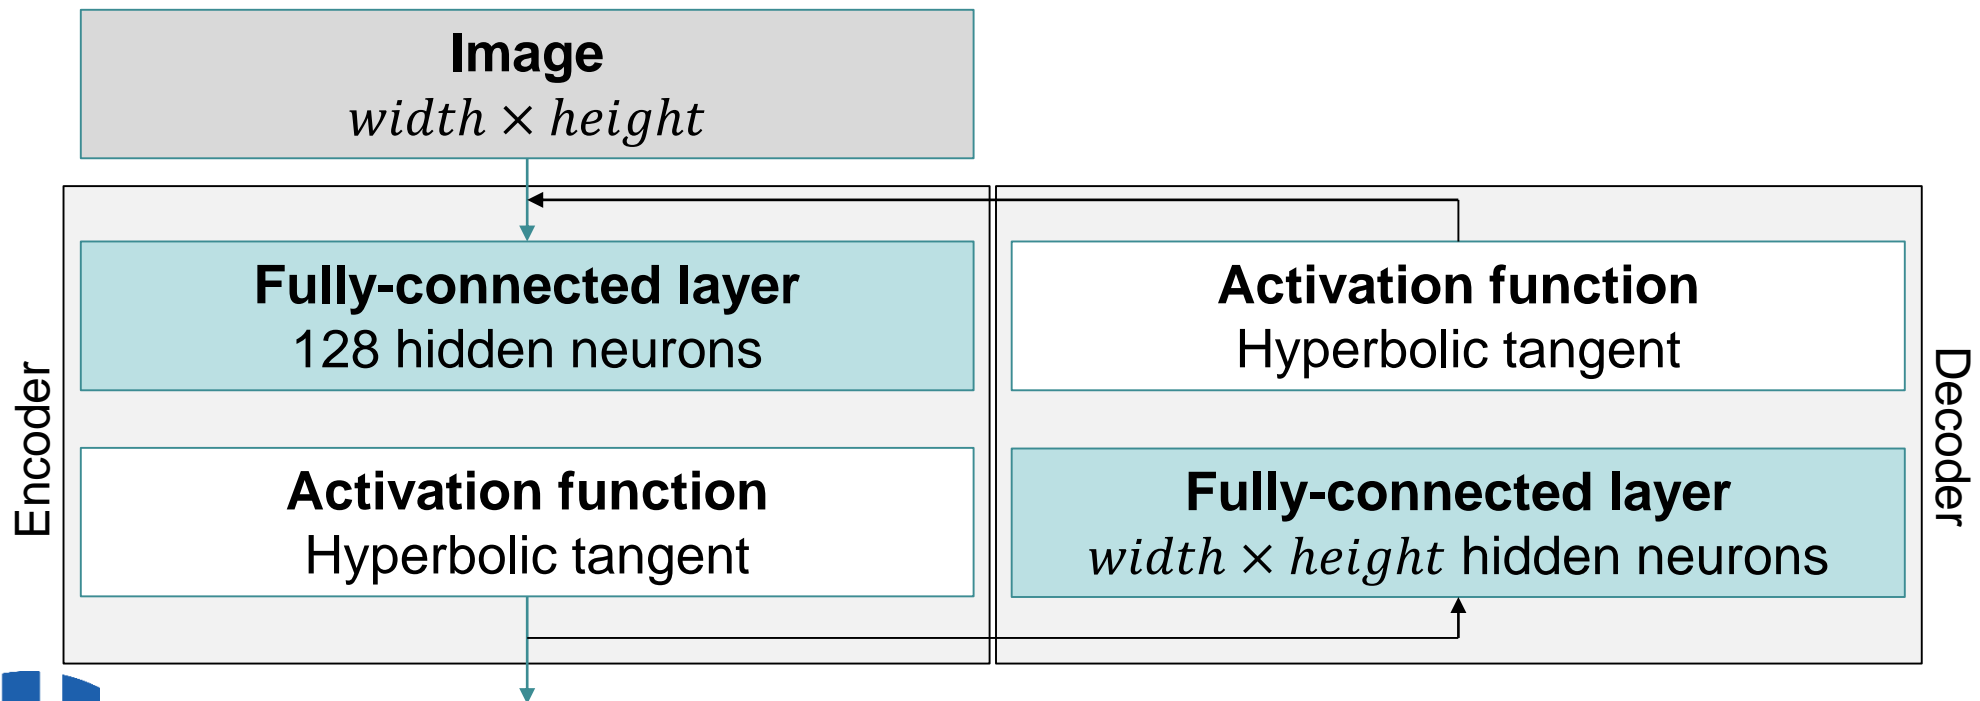 Image
width × height
Encoder
Fully-connected layer
128 hidden neurons
Activation function
Hyperbolic tangent
Activation function
Hyperbolic tangent
Fully-connected layer
width × height hidden neurons
Decoder